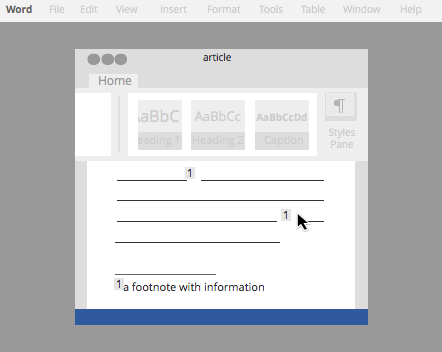 Word File Edit View Insert Format Tools Table Window Help
article
Home
AaBbC AaBbCc AaBbCcDd ¶
eading 1 Heading 2 Caption Styles
Pane
1
1
1 a footnote with information